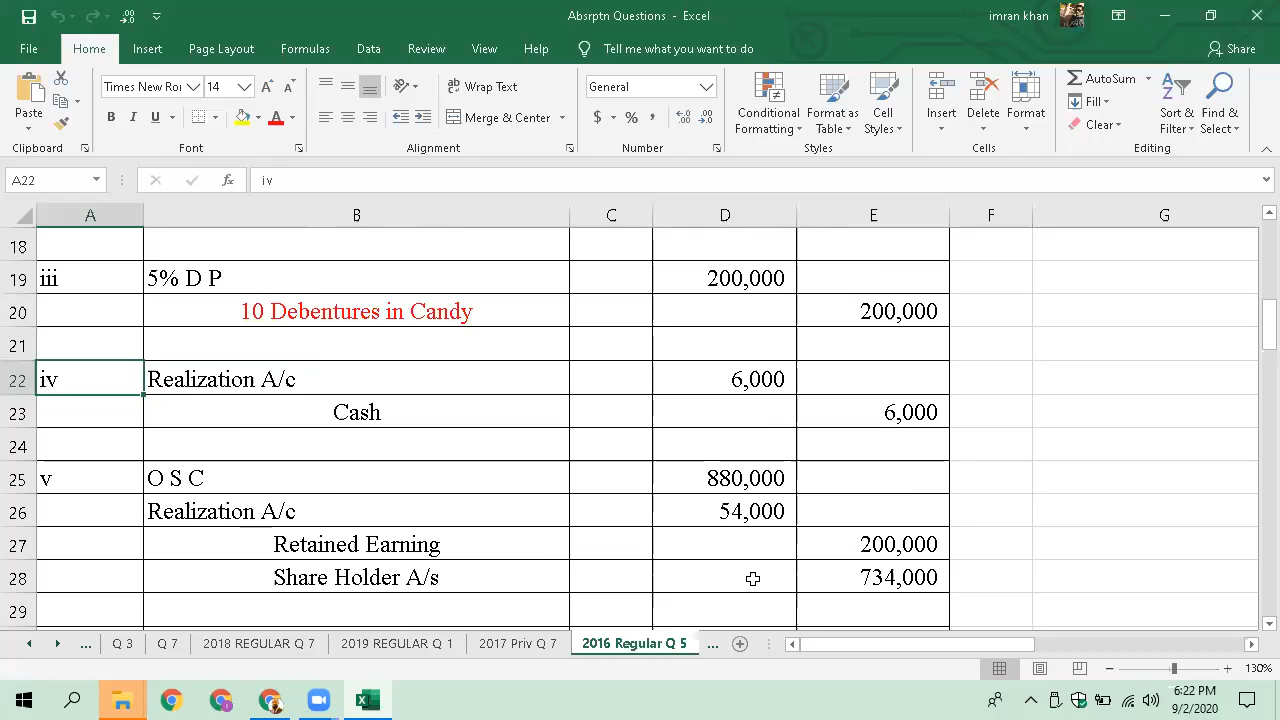 Absrptn Questions - Excel
imran khan
File Home Insert Page Layout Formulas Data Review View Help Tell me what you want to do Share
Paste
Clipboard
Times New Ro 14
B I U
Font
Wrap Text
Merge & Center
Alignment
General
$ % ,
Number
Conditional Formatting
Format as Table
Cell Styles
Styles
Insert Delete Format
Cells
AutoSum
Fill
Clear
Sort & Filter
Find & Select
Editing
A22 fx iv
A B C D E F G
18
19 iii 5% D P 200,000
20 10 Debentures in Candy 200,000
21
22 iv Realization A/c 6,000
23 Cash 6,000
24
25 v O S C 880,000
26 Realization A/c 54,000
27 Retained Earning 200,000
28 Share Holder A/s 734,000
29
... Q 3 Q 7 2018 REGULAR Q 7 2019 REGULAR Q 1 2017 Priv Q 7 2016 Regular Q 5 ...
130%
6:22 PM
9/2/2020